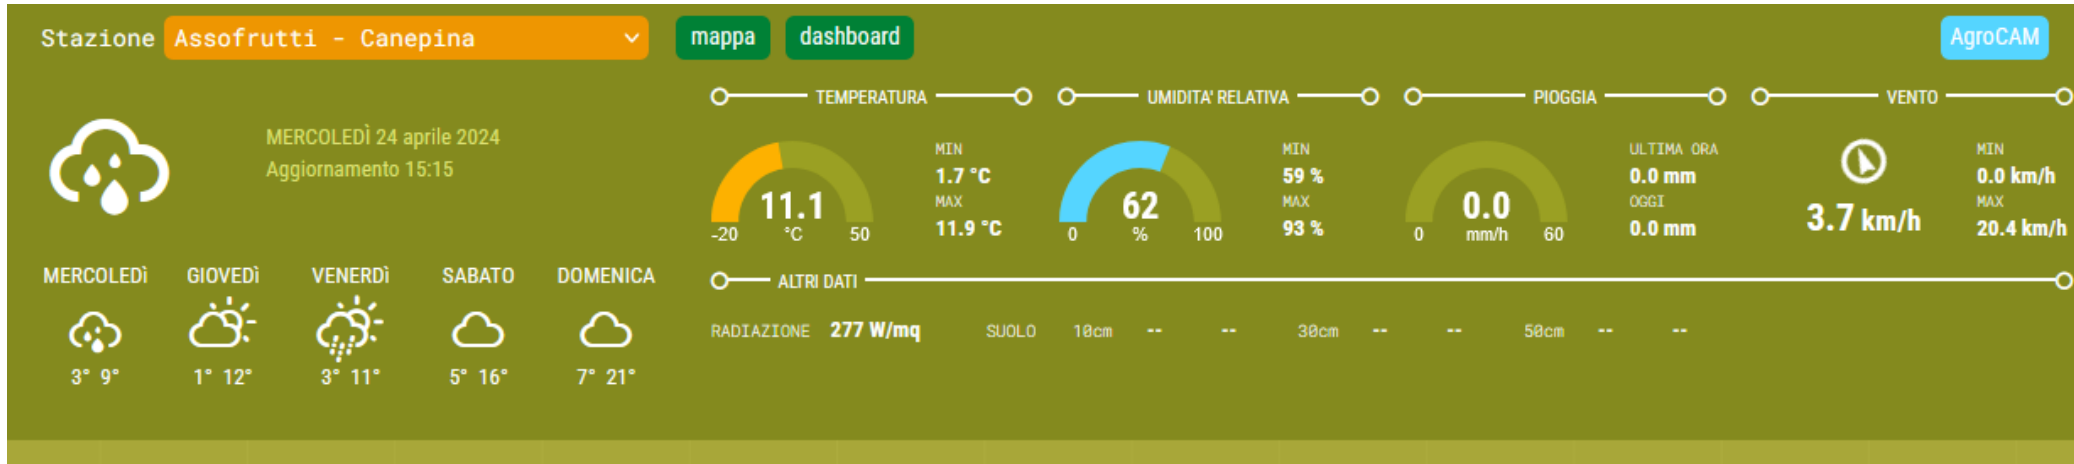 Stazione Assofrutti - Canepina mappa dashboard AgroCAM
MERCOLEDÌ 24 aprile 2024
Aggiornamento 15:15
MERCOLEDÌ GIOVEDÌ VENERDÌ SABATO DOMENICA
3° 9° 1° 12° 3° 11° 5° 16° 7° 21°
TEMPERATURA
11.1
-20 °C 50
MIN
1.7 °C
MAX
11.9 °C
UMIDITA' RELATIVA
62
0 % 100
MIN
59 %
MAX
93 %
PIOGGIA
0.0
0 mm/h 60
ULTIMA ORA
0.0 mm
OGGI
0.0 mm
VENTO
3.7 km/h
MIN
0.0 km/h
MAX
20.4 km/h
ALTRI DATI
RADIAZIONE 277 W/mq SUOLO 10cm -- -- 30cm -- -- 50cm -- --